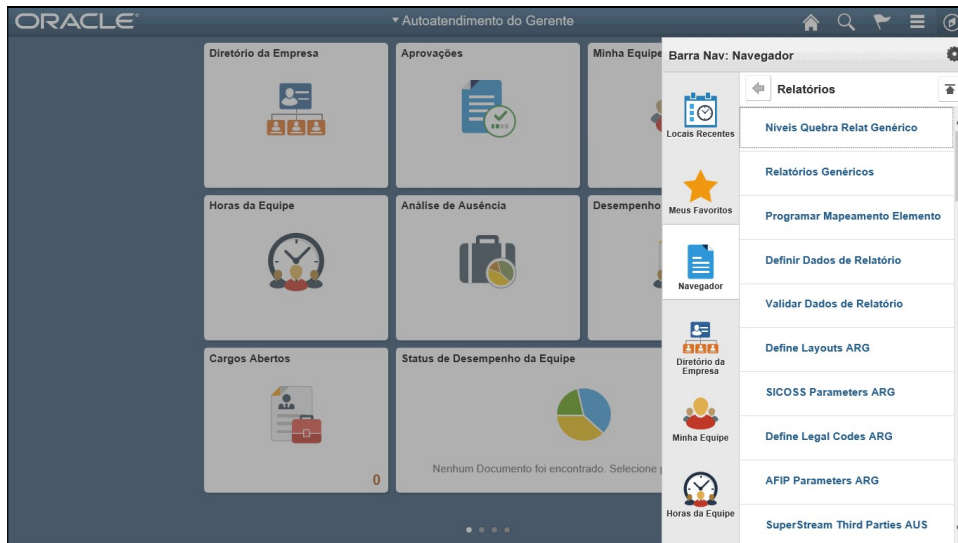 ORACLE
Autoatendimento do Gerente
Diretório da Empresa
Aprovações
Minha Equipe
Horas da Equipe
Análise de Ausência
Desempenho
Cargos Abertos
0
Status de Desempenho da Equipe
Nenhum Documento foi encontrado. Selecione
Barra Nav: Navegador
Locais Recentes
Meus Favoritos
Navegador
Diretório da
Empresa
Minha Equipe
Horas da Equipe
Relatórios
Níveis Quebra Relat Genérico
Relatórios Genéricos
Programar Mapeamento Elemento
Definir Dados de Relatório
Validar Dados de Relatório
Define Layouts ARG
SICOSS Parameters ARG
Define Legal Codes ARG
AFIP Parameters ARG
SuperStream Third Parties AUS